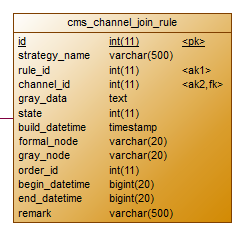 cms_channel_join_rule
id int(11) <pk>
strategy_name varchar(500)
rule_id int(11) <ak1>
channel_id int(11) <ak2,fk>
gray_data text
state int(11)
build_datetime timestamp
formal_node varchar(20)
gray_node varchar(20)
order_id int(11)
begin_datetime bigint(20)
end_datetime bigint(20)
remark varchar(500)